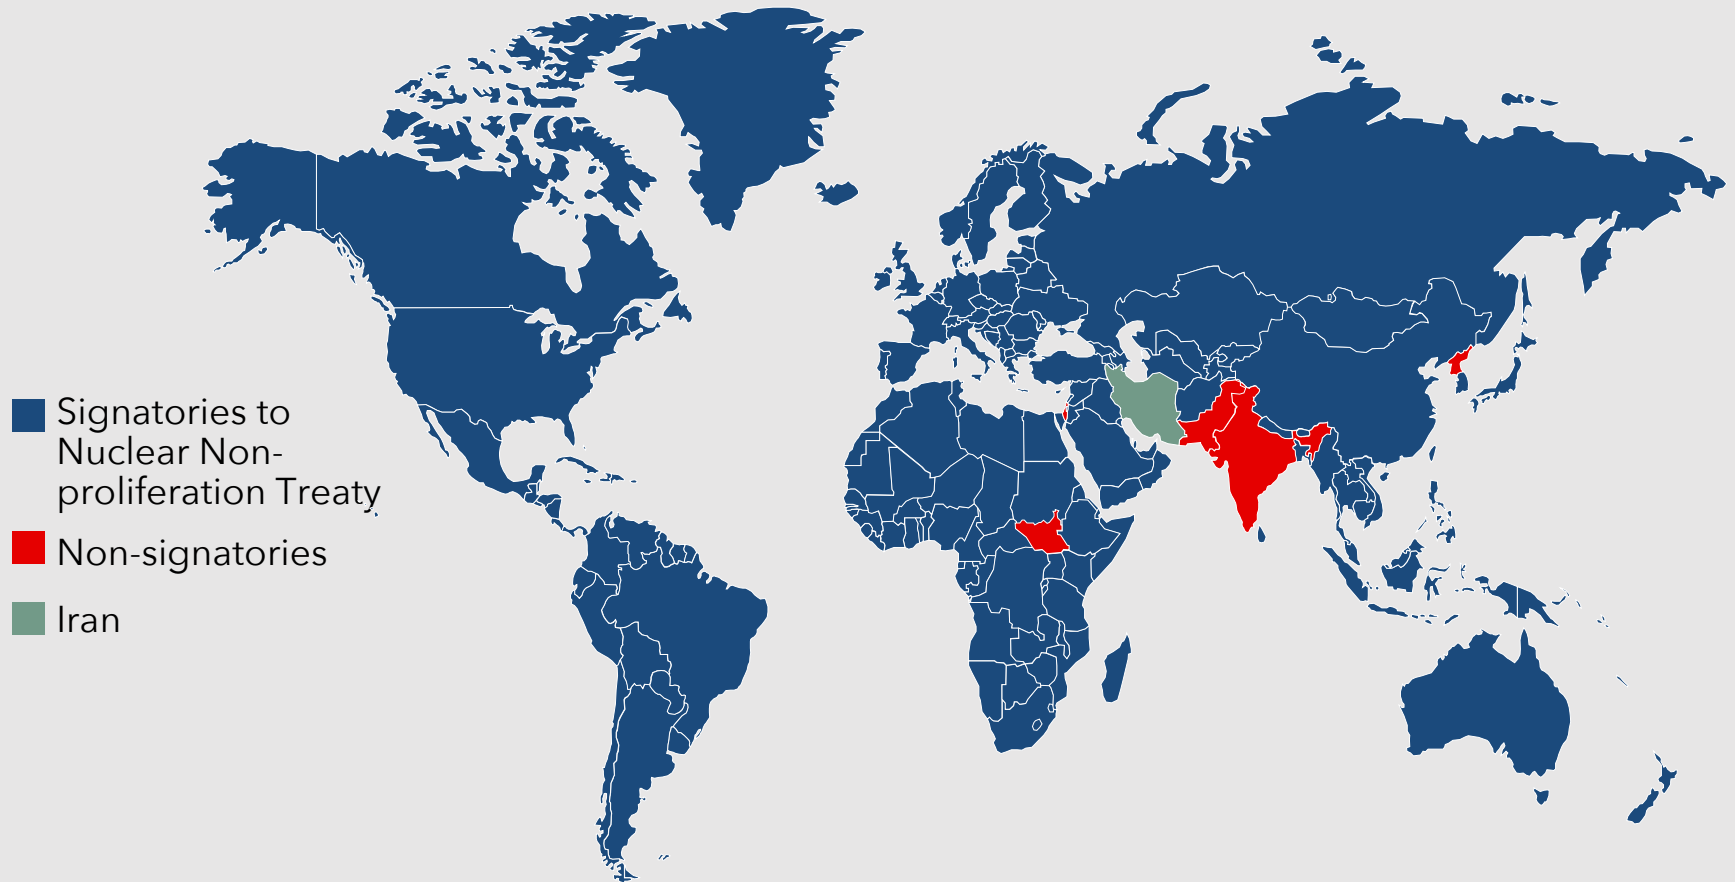 Signatories to
Nuclear Non-
proliferation Treaty
Non-signatories
Iran